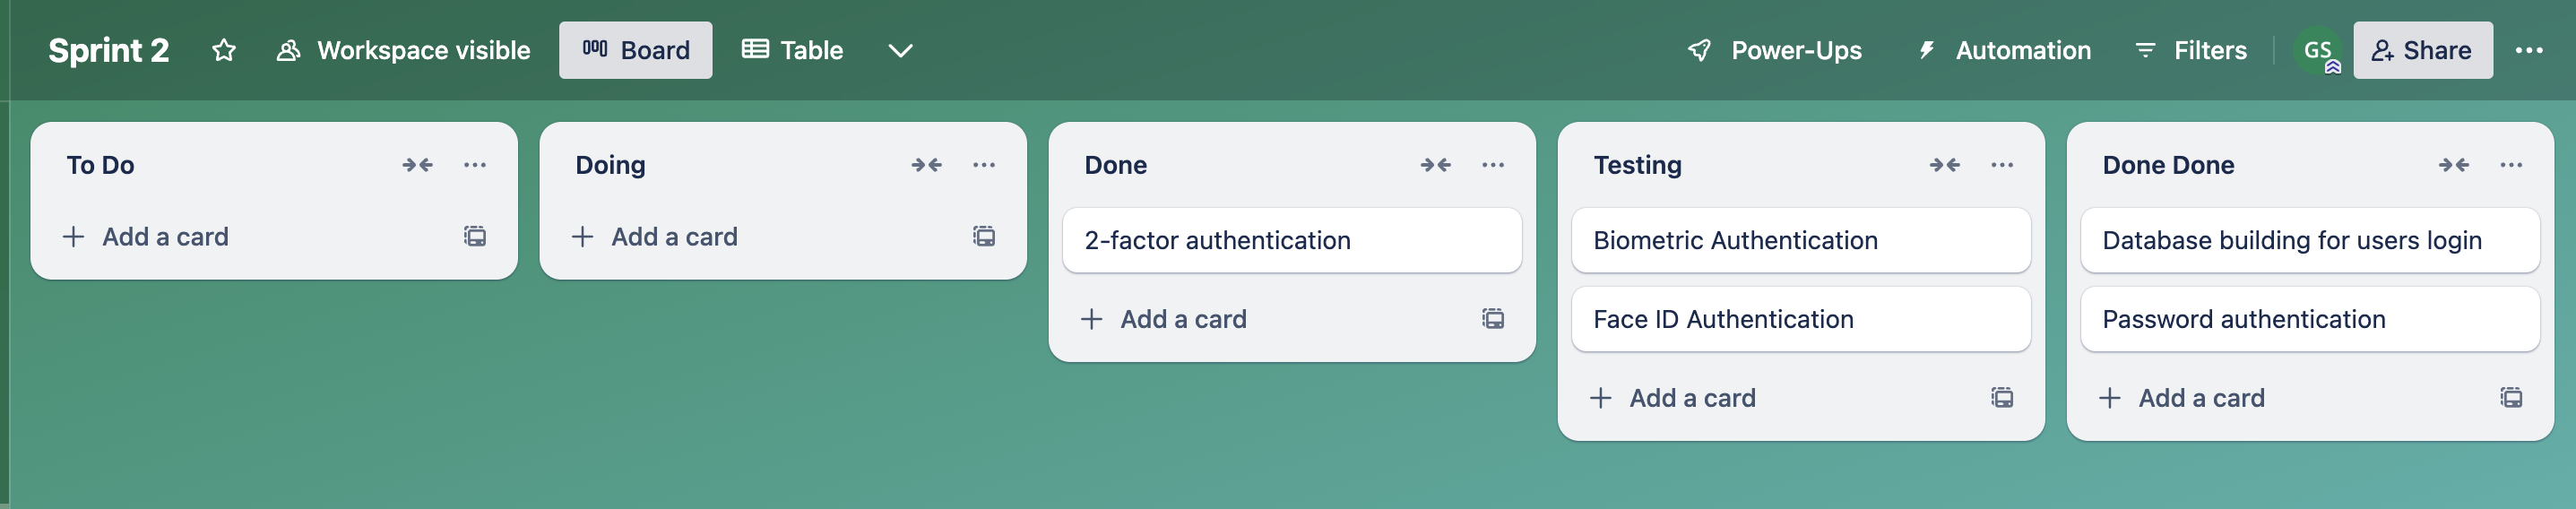 Sprint 2
Workspace visible
Board
Table
Power-Ups
Automation
Filters
GS
Share
To Do
Add a card
Doing
Add a card
Done
2-factor authentication
Add a card
Testing
Biometric Authentication
Face ID Authentication
Add a card
Done Done
Database building for users login
Password authentication
Add a card